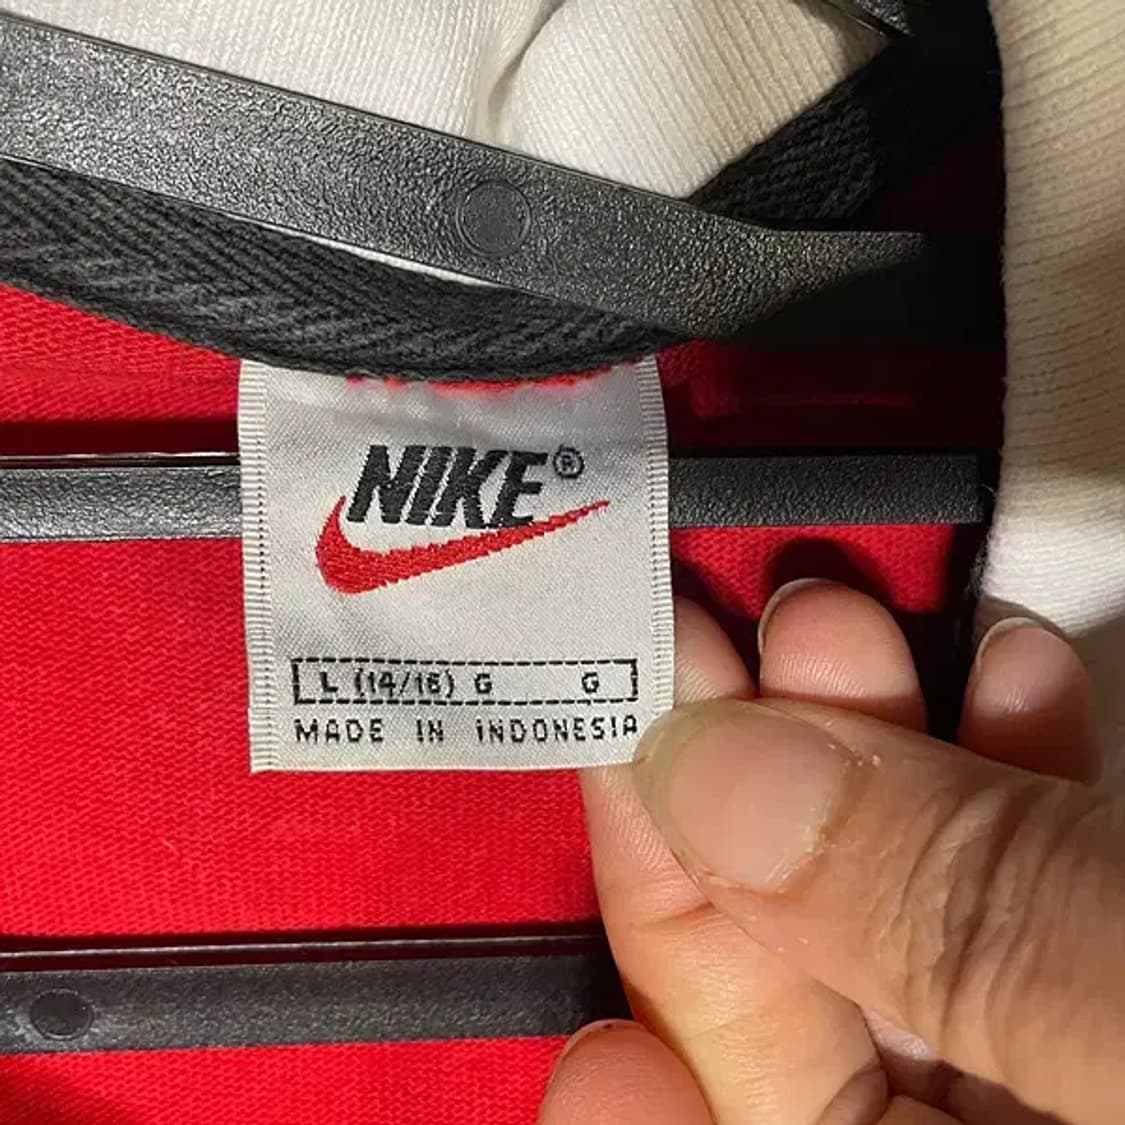 NIKE®
L (14/16) G G
MADE IN INDONESIA